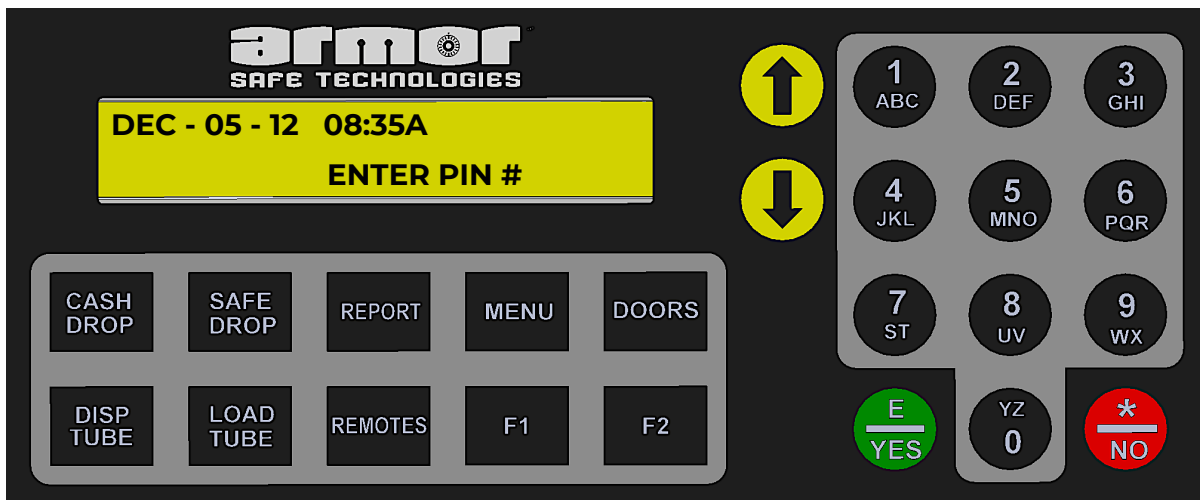 armor
SAFE TECHNOLOGIES
DEC - 05 - 12 08:35A
ENTER PIN #
CASH
DROP
SAFE
DROP
REPORT
MENU
DOORS
DISP
TUBE
LOAD
TUBE
REMOTES
F1
F2
1
ABC
2
DEF
3
GHI
4
JKL
5
MNO
6
PQR
7
ST
8
UV
9
WX
E
YES
YZ
0
*
NO